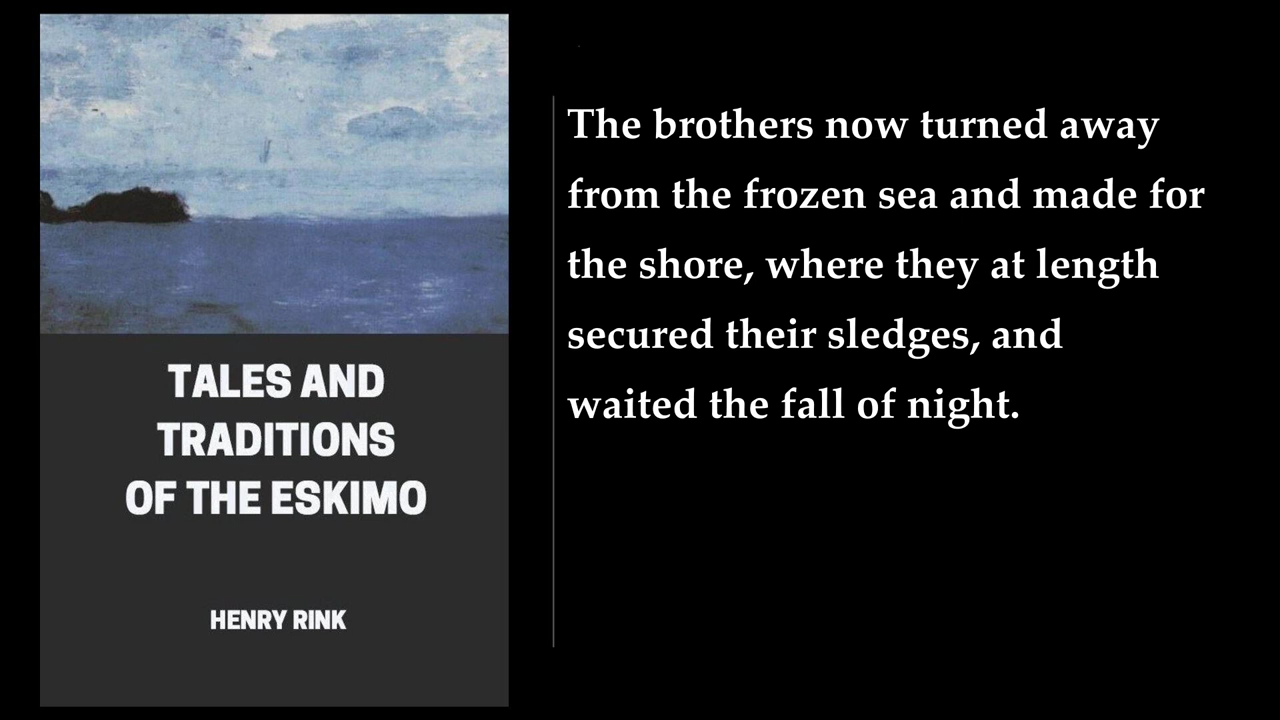 TALES AND
TRADITIONS
OF THE ESKIMO
HENRY RINK
The brothers now turned away
from the frozen sea and made for
the shore, where they at length
secured their sledges, and
waited the fall of night.